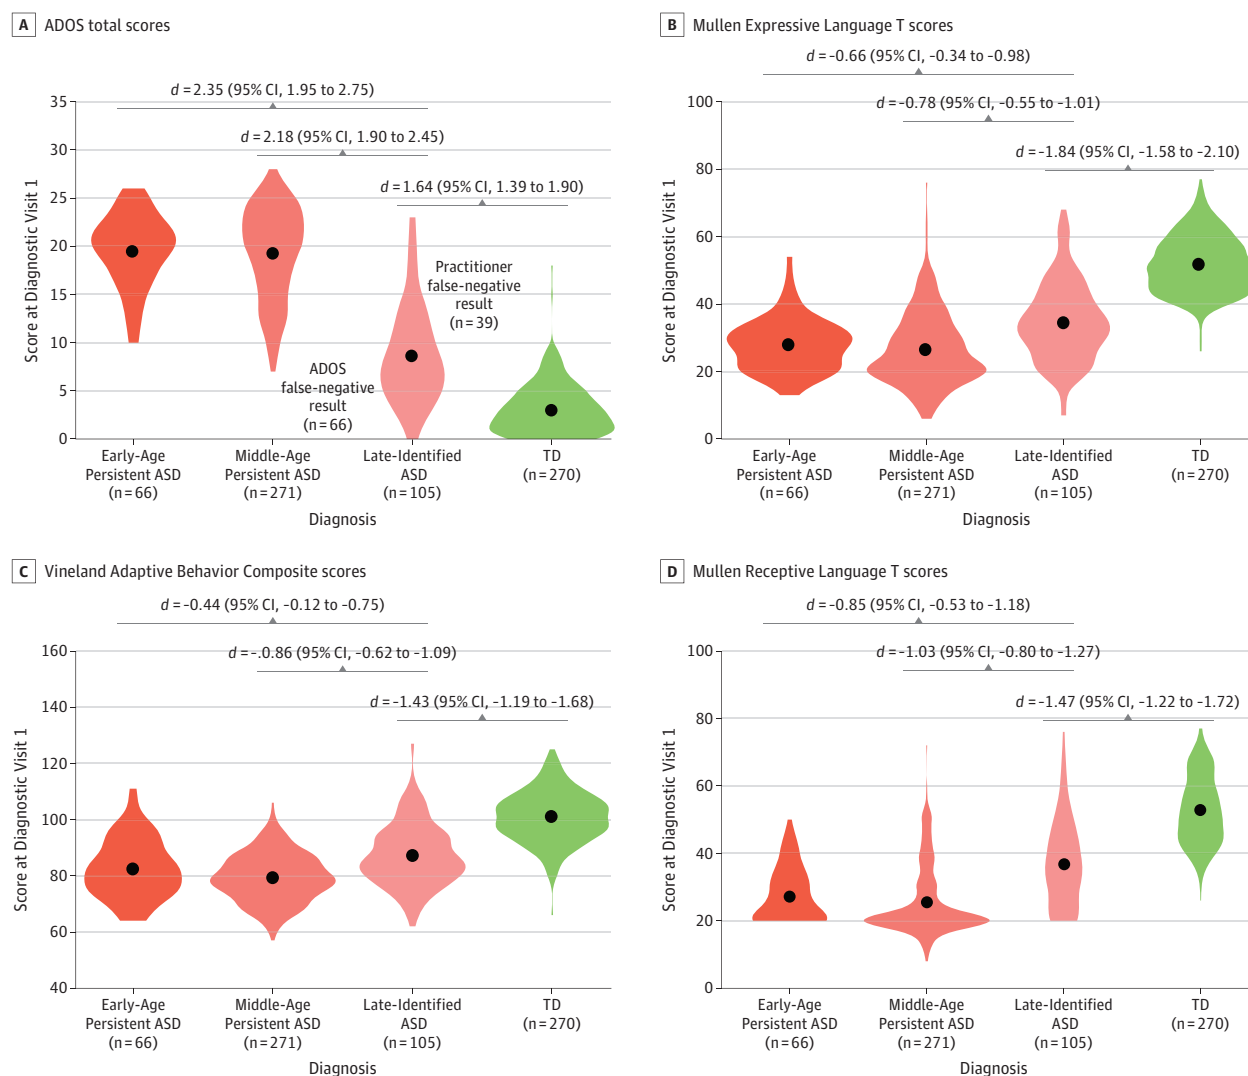 A ADOS total scores
d = 2.35 (95% CI, 1.95 to 2.75)
d = 2.18 (95% CI, 1.90 to 2.45)
d = 1.64 (95% CI, 1.39 to 1.90)
Score at Diagnostic Visit 1
35
30
25
20
15
10
5
0
Practitioner
false-negative
result
(n = 39)
ADOS
false-negative
result
(n = 66)
Early-Age
Persistent ASD
(n = 66)
Middle-Age
Persistent ASD
(n = 271)
Late-Identified
ASD
(n = 105)
TD
(n = 270)
Diagnosis
B Mullen Expressive Language T scores
d = -0.66 (95% CI, -0.34 to -0.98)
d = -0.78 (95% CI, -0.55 to -1.01)
d = -1.84 (95% CI, -1.58 to -2.10)
Score at Diagnostic Visit 1
100
80
60
40
20
0
Early-Age
Persistent ASD
(n = 66)
Middle-Age
Persistent ASD
(n = 271)
Late-Identified
ASD
(n = 105)
TD
(n = 270)
Diagnosis
C Vineland Adaptive Behavior Composite scores
d = -0.44 (95% CI, -0.12 to -0.75)
d = -.0.86 (95% CI, -0.62 to -1.09)
d = -1.43 (95% CI, -1.19 to -1.68)
Score at Diagnostic Visit 1
160
140
120
100
80
60
40
Early-Age
Persistent ASD
(n = 66)
Middle-Age
Persistent ASD
(n = 271)
Late-Identified
ASD
(n = 105)
TD
(n = 270)
Diagnosis
D Mullen Receptive Language T scores
d = -0.85 (95% CI, -0.53 to -1.18)
d = -1.03 (95% CI, -0.80 to -1.27)
d = -1.47 (95% CI, -1.22 to -1.72)
Score at Diagnostic Visit 1
100
80
60
40
20
0
Early-Age
Persistent ASD
(n = 66)
Middle-Age
Persistent ASD
(n = 271)
Late-Identified
ASD
(n = 105)
TD
(n = 270)
Diagnosis